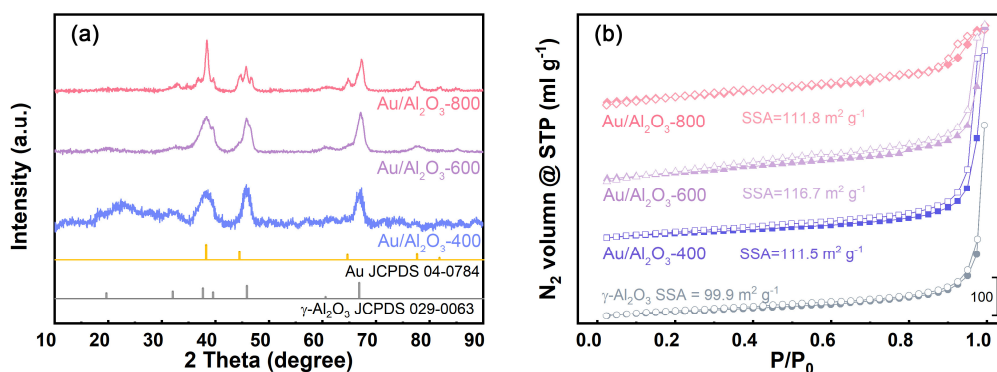 (a)
Intensity (a.u.)
Au/Al₂O₃-800
Au/Al₂O₃-600
Au/Al₂O₃-400
Au JCPDS 04-0784
γ-Al₂O₃ JCPDS 029-0063
10 20 30 40 50 60 70 80 90
2 Theta (degree)
(b)
N₂ volumn @ STP (ml g⁻¹)
Au/Al₂O₃-800 SSA=111.8 m² g⁻¹
Au/Al₂O₃-600 SSA=116.7 m² g⁻¹
Au/Al₂O₃-400 SSA=111.5 m² g⁻¹
γ-Al₂O₃ SSA = 99.9 m² g⁻¹
100
0.0 0.2 0.4 0.6 0.8 1.0
P/P₀